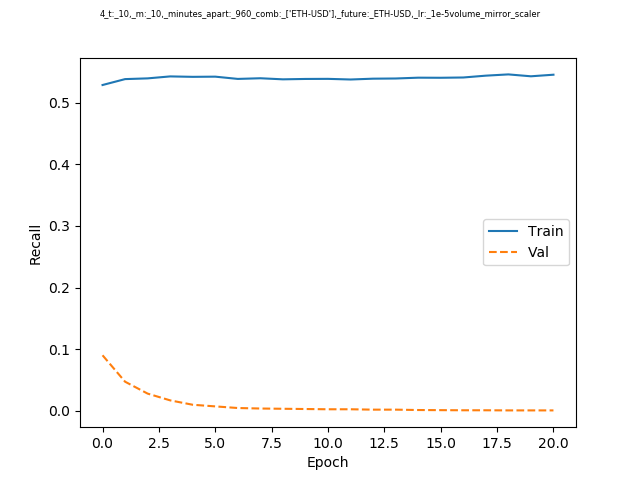 4_t:_10,_m:_10,_minutes_apart:_960_comb:_['ETH-USD'],_future:_ETH-USD,_lr:_1e-5volume_mirror_scaler
0.5
0.4
0.3
0.2
0.1
0.0
Recall
Train
Val
0.0 2.5 5.0 7.5 10.0 12.5 15.0 17.5 20.0
Epoch